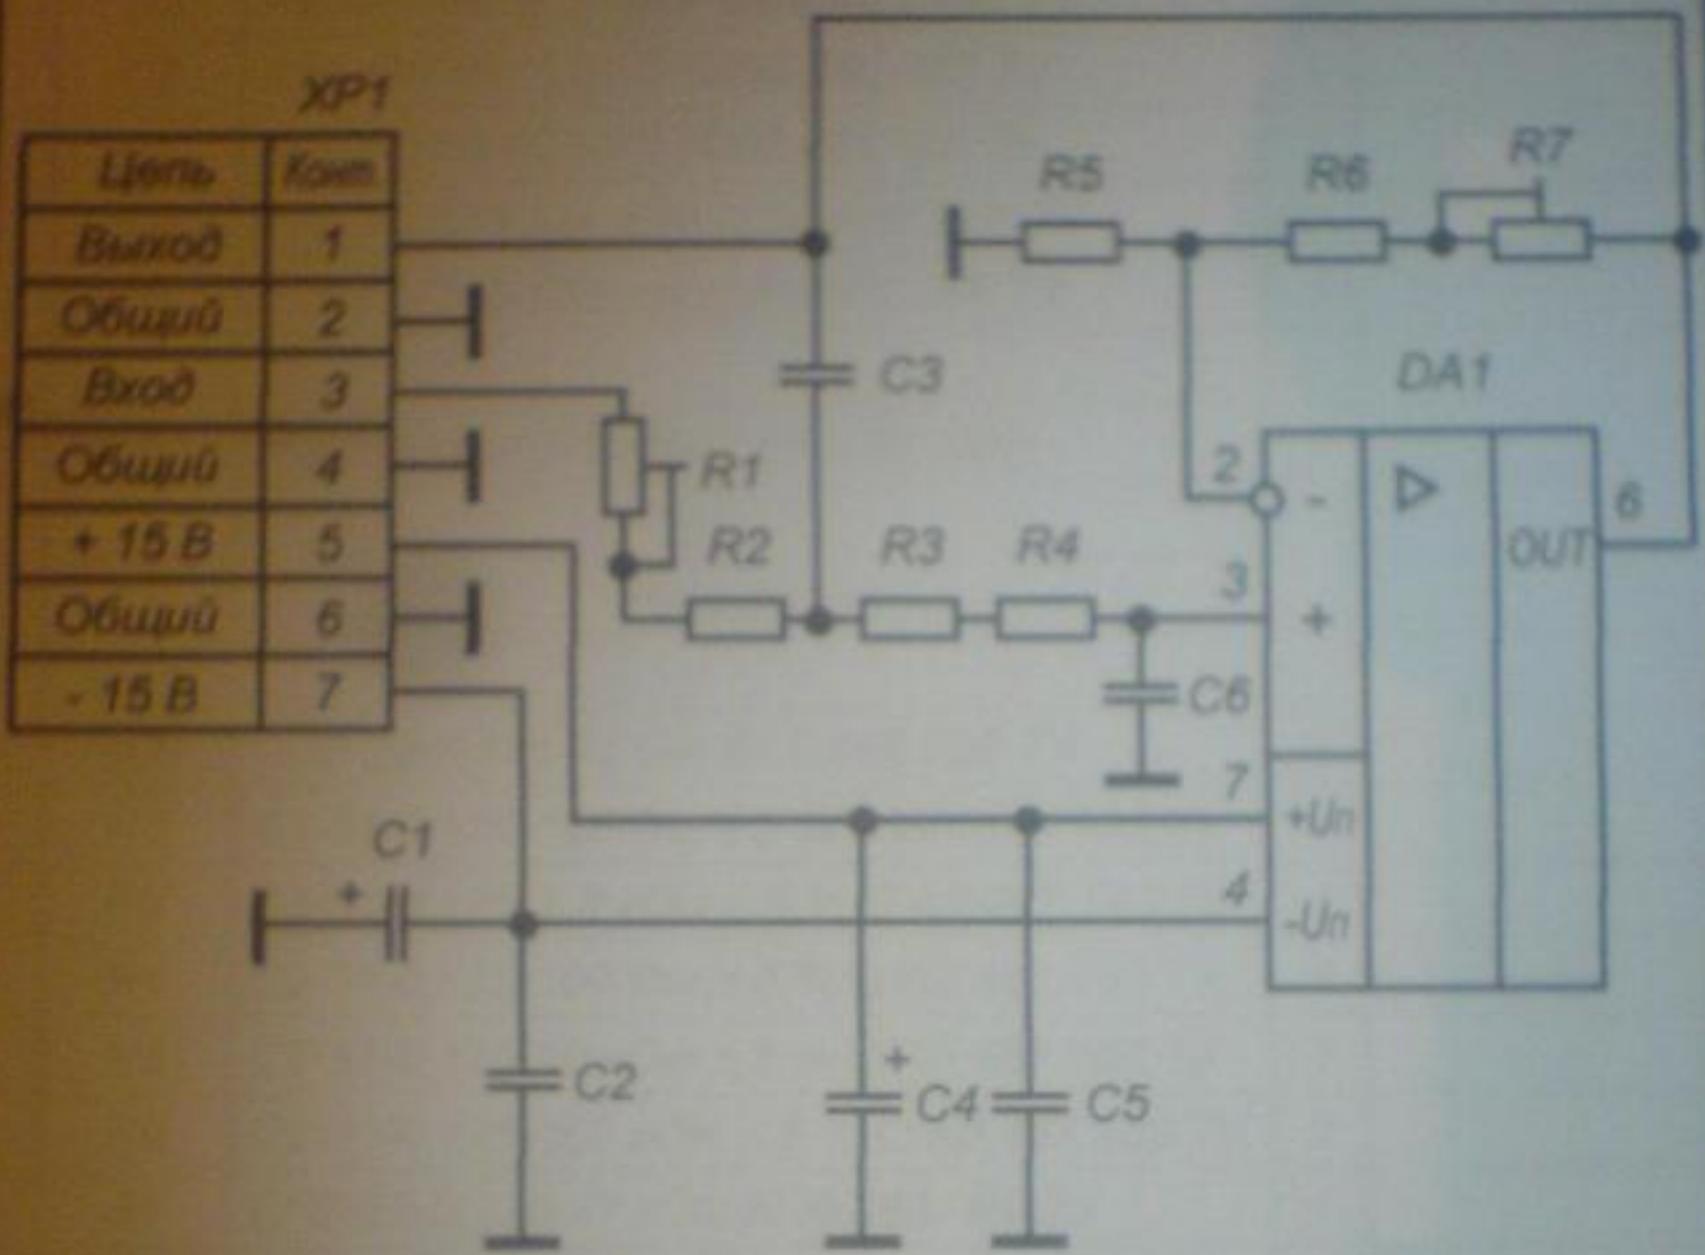 XP1
Цепь Конт
Выход 1
Общий 2
Вход 3
Общий 4
+ 15 В 5
Общий 6
- 15 В 7
R5
R6
R7
C3
DA1
R1
R2
R3
R4
2
-
6
OUT
3
+
C6
7
+Uп
4
-Uп
C1
+
C2
+
C4
C5